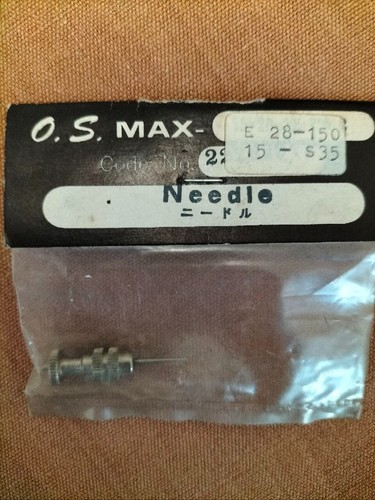 O.S. MAX-
E 28-150
15 - S35
Code No. 22
Needle
ニードル